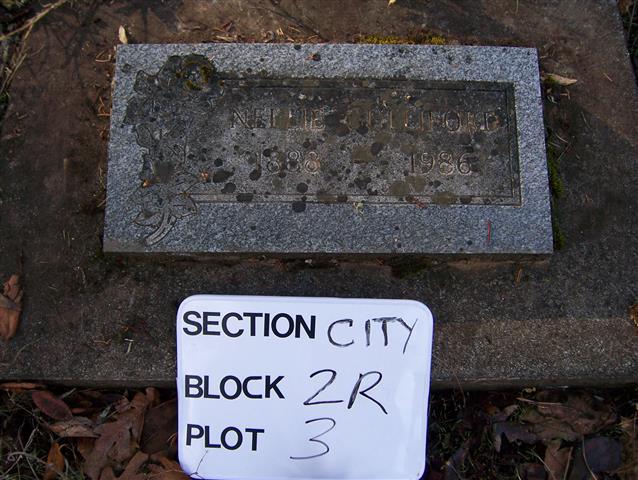 NELLIE GULLIFORD
1888 - 1986
SECTION CITY
BLOCK 2R
PLOT 3